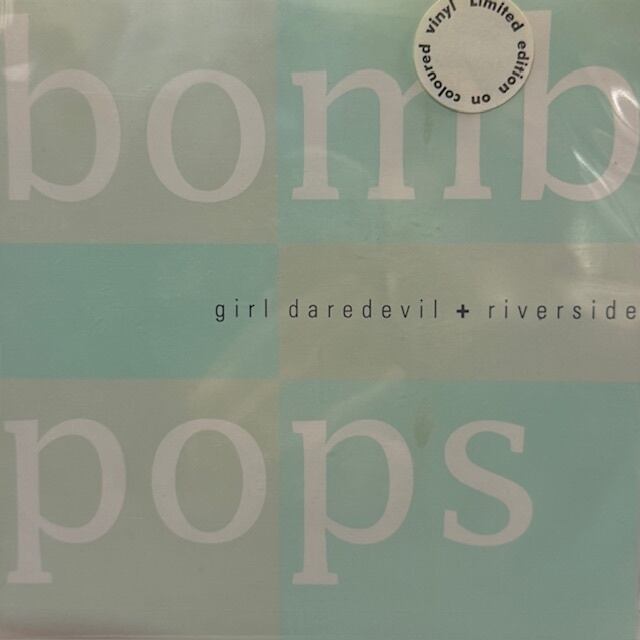 bomb
Limited edition on coloured vinyl
girl daredevil + riverside
pops